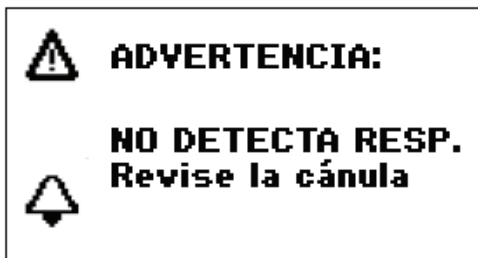 ADVERTENCIA:
NO DETECTA RESP.
Revise la cánula